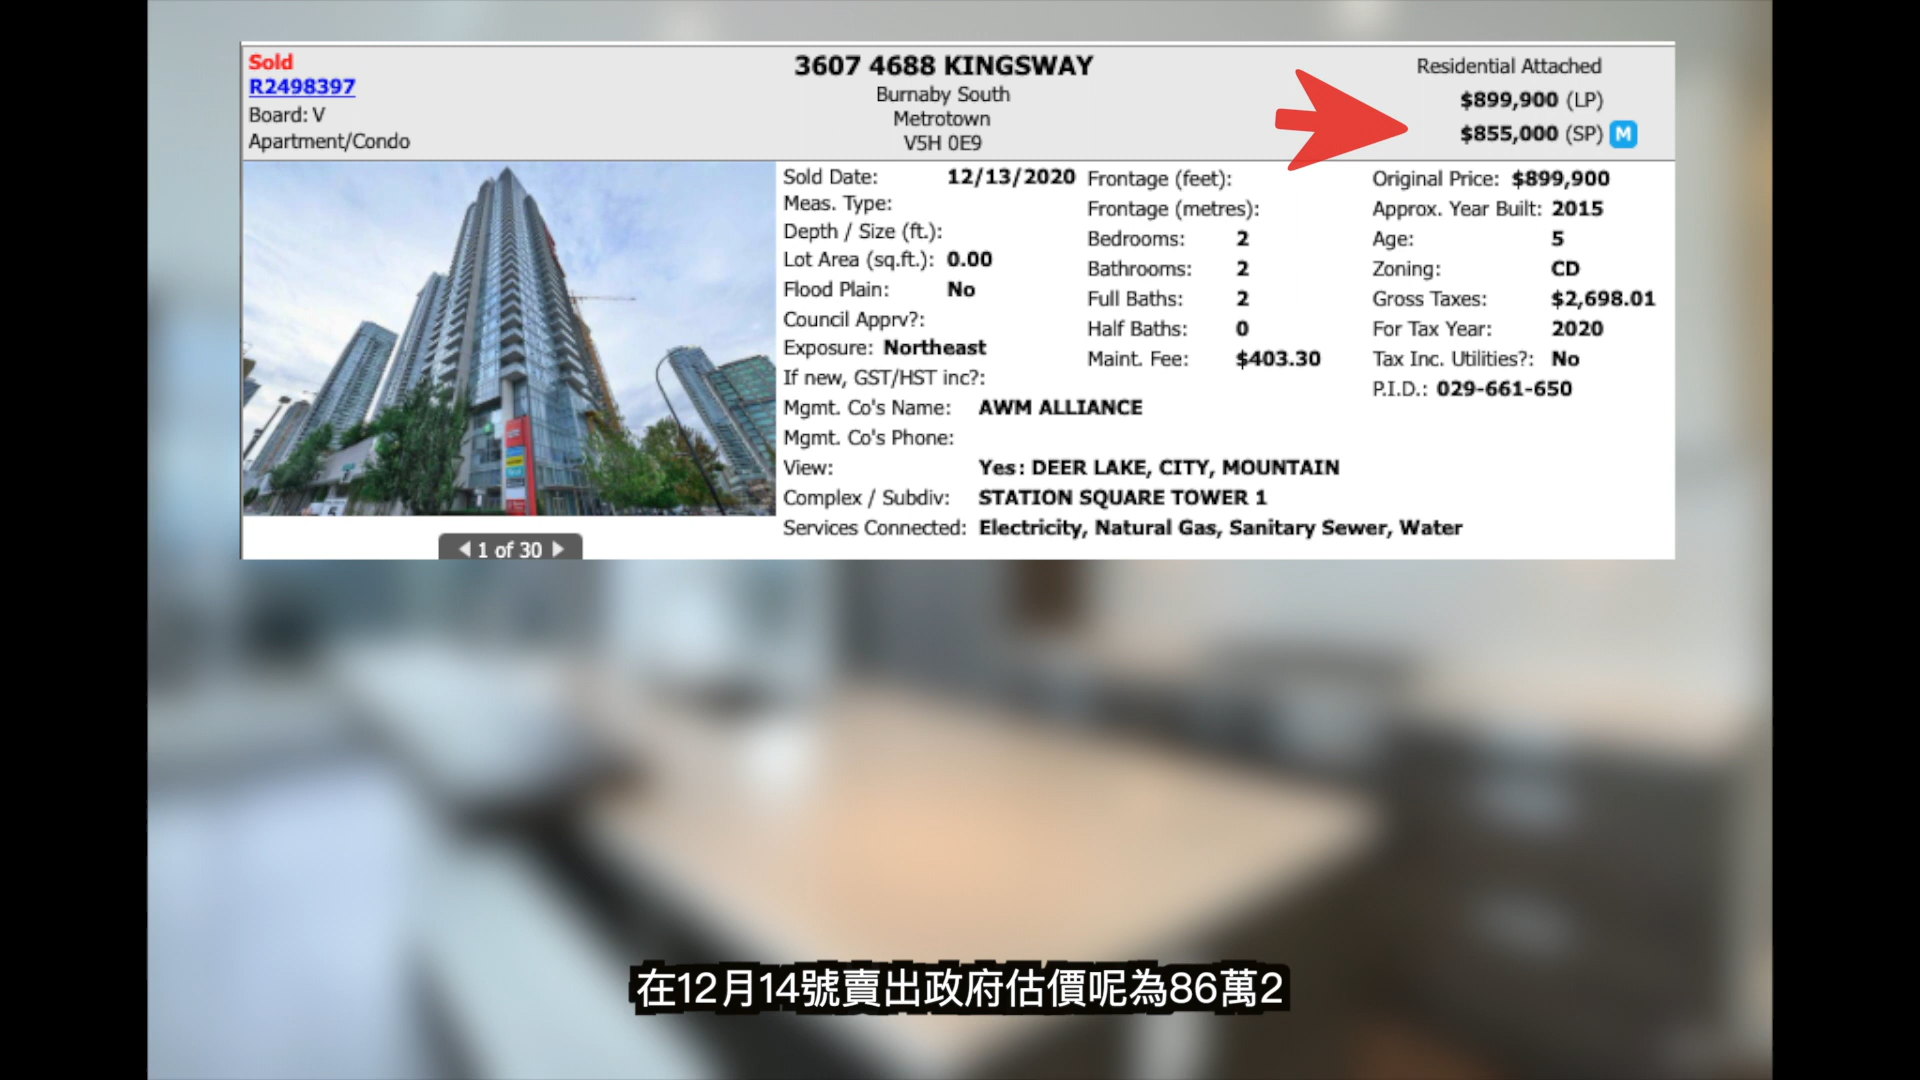 Sold
R2498397
Board: V
Apartment/Condo
3607 4688 KINGSWAY
Burnaby South
Metrotown
V5H 0E9
Residential Attached
$899,900 (LP)
$855,000 (SP) M
Sold Date: 12/13/2020
Meas. Type:
Depth / Size (ft.):
Lot Area (sq.ft.): 0.00
Flood Plain: No
Council Apprv?:
Exposure: Northeast
If new, GST/HST inc?:
Mgmt. Co's Name: AWM ALLIANCE
Mgmt. Co's Phone:
View: Yes: DEER LAKE, CITY, MOUNTAIN
Complex / Subdiv: STATION SQUARE TOWER 1
Services Connected: Electricity, Natural Gas, Sanitary Sewer, Water
Frontage (feet):
Frontage (metres):
Bedrooms: 2
Bathrooms: 2
Full Baths: 2
Half Baths: 0
Maint. Fee: $403.30
Original Price: $899,900
Approx. Year Built: 2015
Age: 5
Zoning: CD
Gross Taxes: $2,698.01
For Tax Year: 2020
Tax Inc. Utilities?: No
P.I.D.: 029-661-650
1 of 30
在12月14號賣出政府估價呢為86萬2